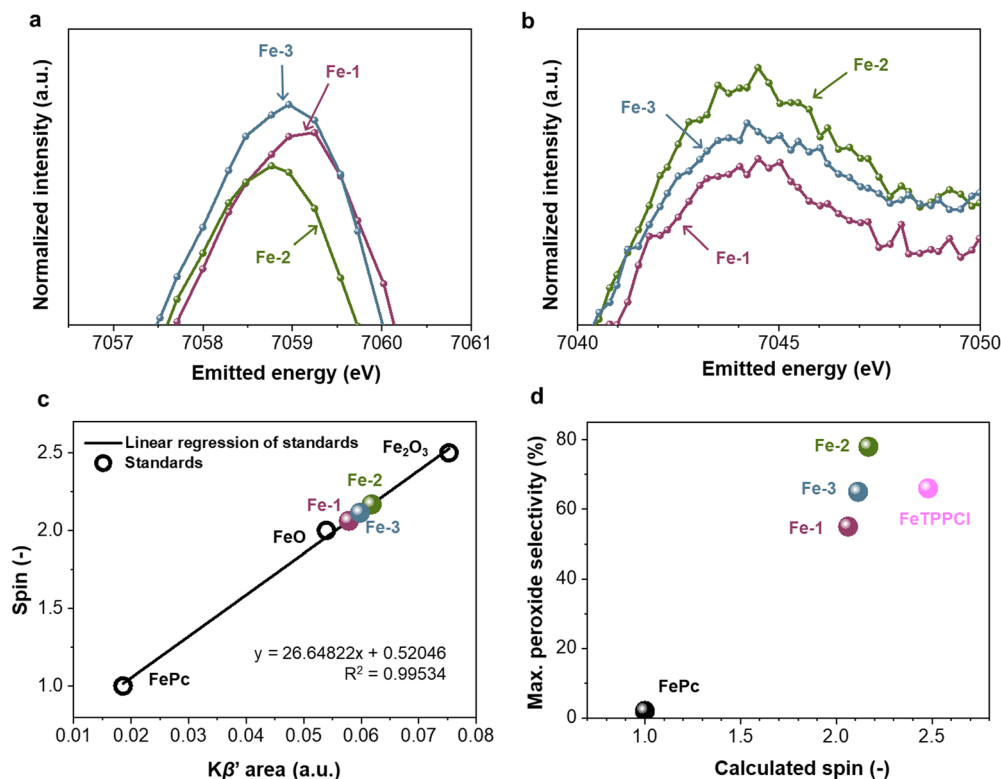 a
Normalized intensity (a.u.)
Fe-3
Fe-1
Fe-2
7057 7058 7059 7060 7061
Emitted energy (eV)
b
Normalized intensity (a.u.)
Fe-2
Fe-3
Fe-1
7040 7045 7050
Emitted energy (eV)
c
Spin (-)
2.5
2.0
1.5
1.0
Linear regression of standards
Standards
Fe₂O₃
Fe-2
Fe-1
Fe-3
FeO
FePc
y = 26.64822x + 0.52046
R² = 0.99534
0.01 0.02 0.03 0.04 0.05 0.06 0.07 0.08
Kβ' area (a.u.)
d
Max. peroxide selectivity (%)
80
60
40
20
0
Fe-2
Fe-3
FeTPPCl
Fe-1
FePc
1.0 1.5 2.0 2.5
Calculated spin (-)